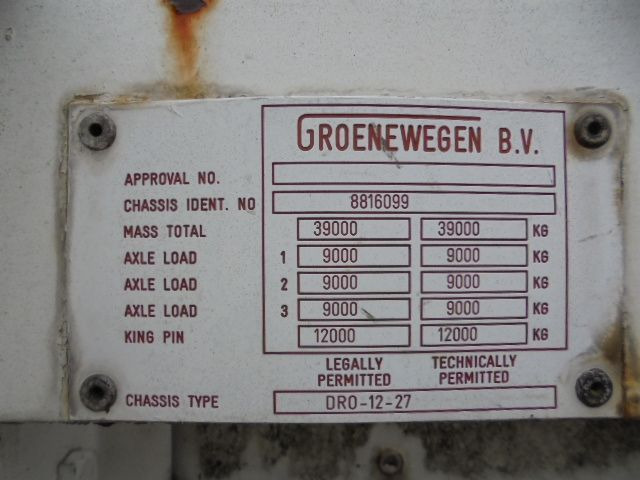 GROENEWEGEN B.V.
APPROVAL NO.
CHASSIS IDENT. NO 8816099
MASS TOTAL 39000 39000 KG
AXLE LOAD 1 9000 9000 KG
AXLE LOAD 2 9000 9000 KG
AXLE LOAD 3 9000 9000 KG
KING PIN 12000 12000 KG
LEGALLY PERMITTED TECHNICALLY PERMITTED
CHASSIS TYPE DRO-12-27